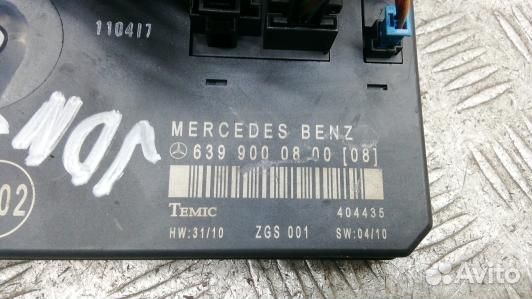 110417
MERCEDES BENZ
639 900 08 00 [08]
TEMIC 404435
HW:31/10 ZGS 001 SW:04/10
02
Avito